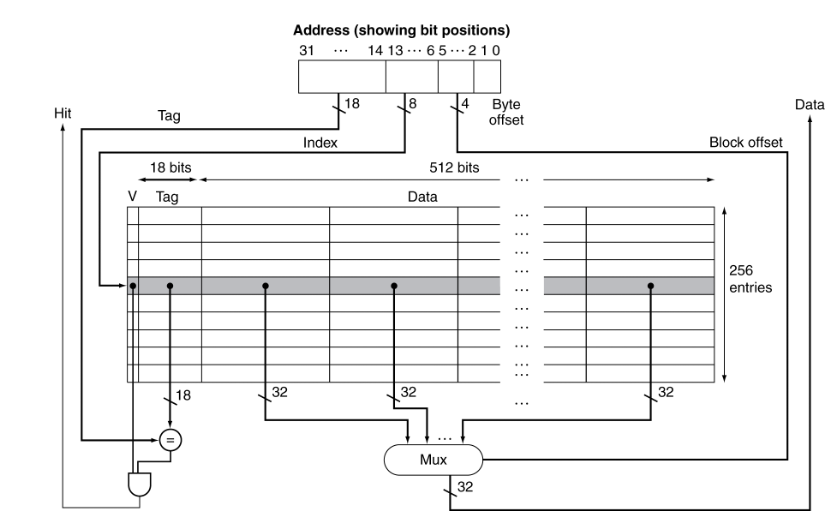 Address (showing bit positions)
31 ··· 14 13 ··· 6 5 ··· 2 1 0
18 8 4 Byte offset
Hit
Data
Tag
Index
Block offset
18 bits
512 bits
...
V Tag Data
...
...
...
...
...
256 entries
...
...
...
...
...
18
32
32
...
32
=
...
Mux
32